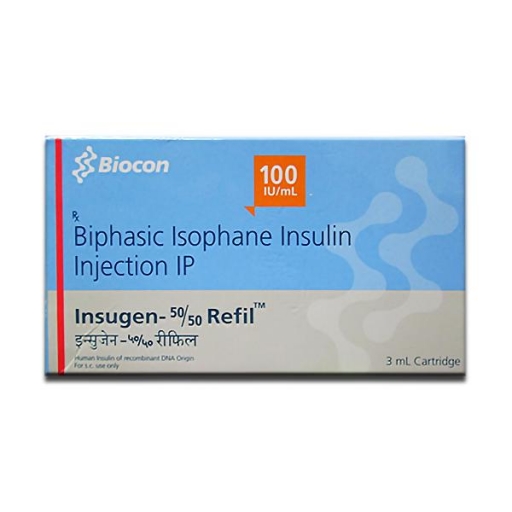 Biocon
100
IU/mL
Rx
Biphasic Isophane Insulin
Injection IP
Insugen-50/50 Refil™
इन्सुजेन-५०/५० रीफिल
Human Insulin of recombinant DNA Origin
For s.c. use only
3 mL Cartridge